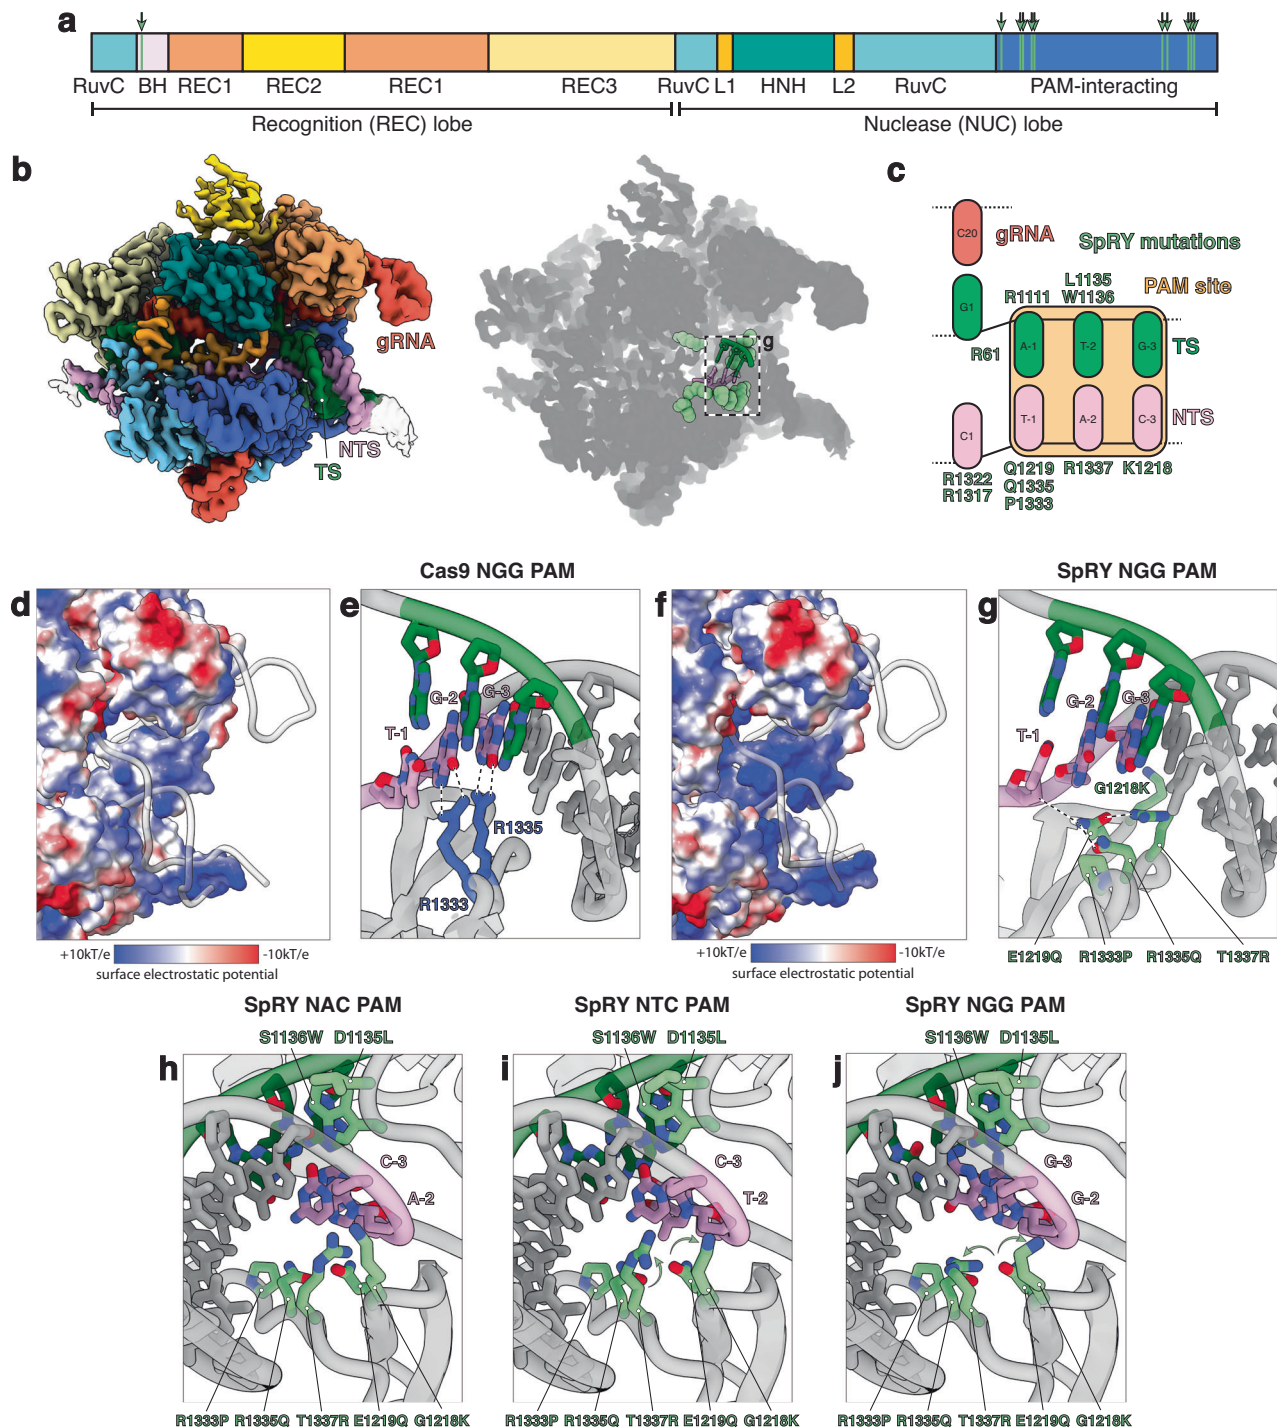 a
RuvC BH REC1 REC2 REC1 REC3 RuvC L1 HNH L2 RuvC PAM-interacting
Recognition (REC) lobe Nuclease (NUC) lobe
b
gRNA
NTS
TS
g
c
C20
gRNA
SpRY mutations
G1
L1135
R1111 W1136
PAM site
R61
A-1 T-2 G-3
TS
T-1 A-2 C-3
NTS
C1
R1322
R1317
Q1219 R1337 K1218
Q1335
P1333
Cas9 NGG PAM
SpRY NGG PAM
d
+10kT/e -10kT/e
surface electrostatic potential
e
G-2 G-3
T-1
R1335
R1333
f
+10kT/e -10kT/e
surface electrostatic potential
g
G-2 G-3
T-1
G1218K
E1219Q R1333P R1335Q T1337R
SpRY NAC PAM
S1136W D1135L
h
C-3
A-2
R1333P R1335Q T1337R E1219Q G1218K
SpRY NTC PAM
S1136W D1135L
i
C-3
T-2
R1333P R1335Q T1337R E1219Q G1218K
SpRY NGG PAM
S1136W D1135L
j
G-3
G-2
R1333P R1335Q T1337R E1219Q G1218K